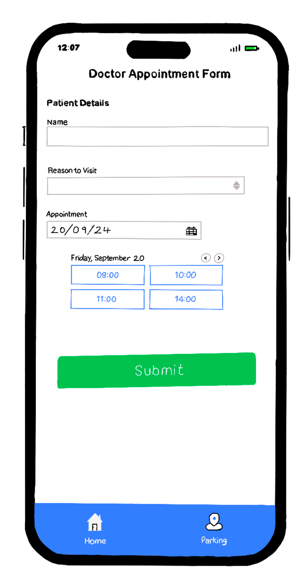 12:07
Doctor Appointment Form
Patient Details
Name
Reason to Visit
Appointment
20/09/24
Friday, September 20
09:00 10:00
11:00 14:00
Submit
Home Parking